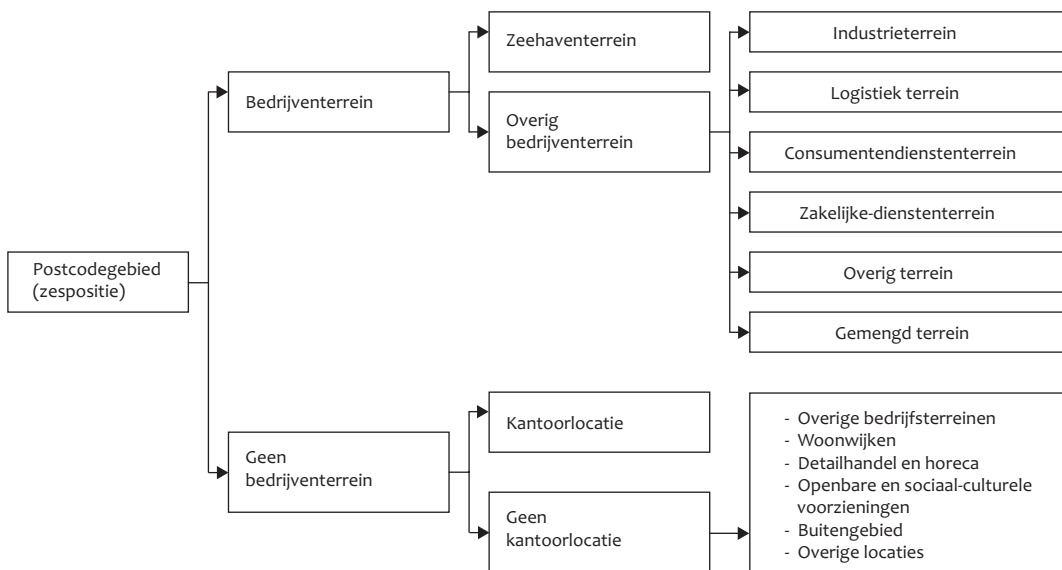 Postcodegebied
(zespositie)
Bedrijventerrein
Geen
bedrijventerrein
Zeehaventerrein
Overig
bedrijventerrein
Kantoorlocatie
Geen
kantoorlocatie
Industrieterrein
Logistiek terrein
Consumentendienstenterrein
Zakelijke-dienstenterrein
Overig terrein
Gemengd terrein
- Overige bedrijfsterreinen
- Woonwijken
- Detailhandel en horeca
- Openbare en sociaal-culturele
voorzieningen
- Buitengebied
- Overige locaties